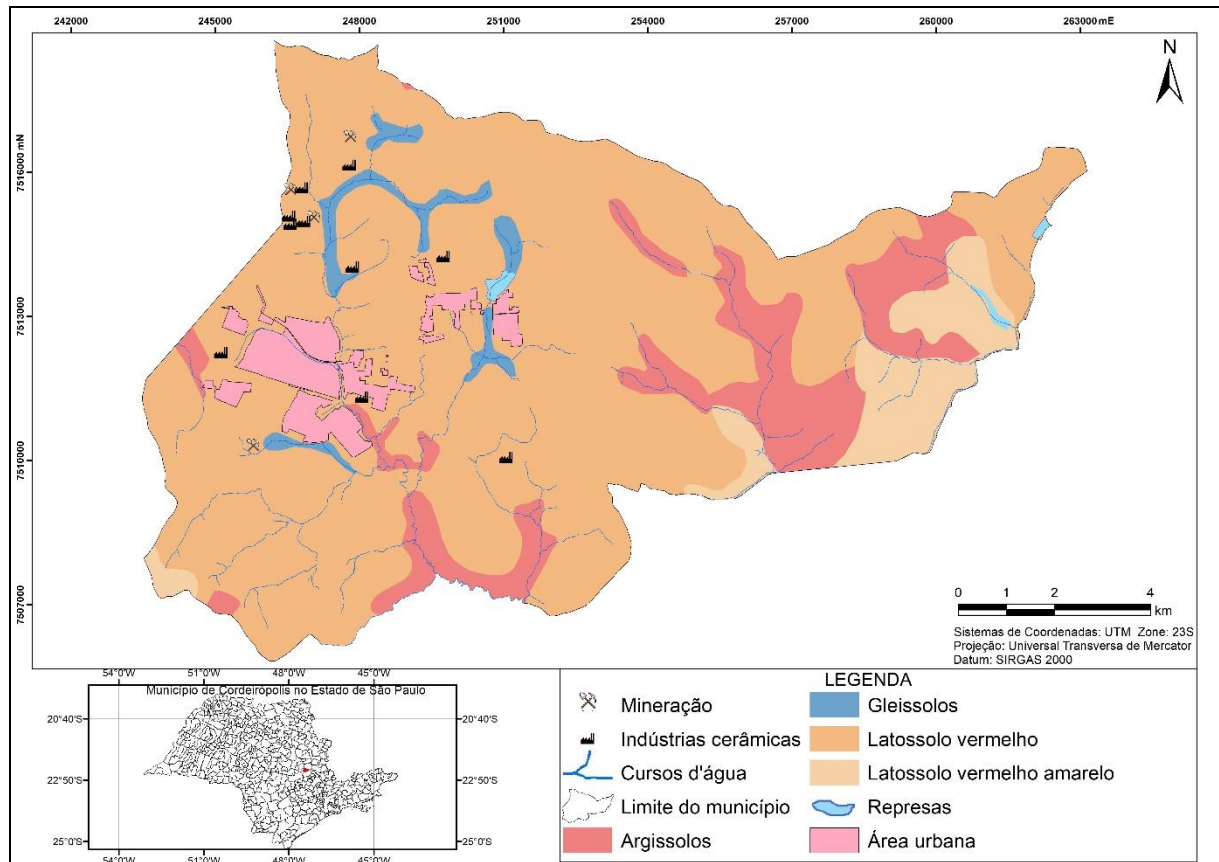 242000 245000 248000 251000 254000 257000 260000 263000 mE
N
7516000 mN
7513000
7510000
7507000
0 1 2 4
km
Sistemas de Coordenadas: UTM Zone: 23S
Projeção: Universal Transversa de Mercator
Datum: SIRGAS 2000
54°0'W 51°0'W 48°0'W 45°0'W
Município de Cordeirópolis no Estado de São Paulo
20°40'S 20°40'S
22°50'S 22°50'S
25°0'S 25°0'S
54°0'W 51°0'W 48°0'W 45°0'W
LEGENDA
Mineração
Indústrias cerâmicas
Cursos d'água
Limite do município
Argissolos
Gleissolos
Latossolo vermelho
Latossolo vermelho amarelo
Represas
Área urbana